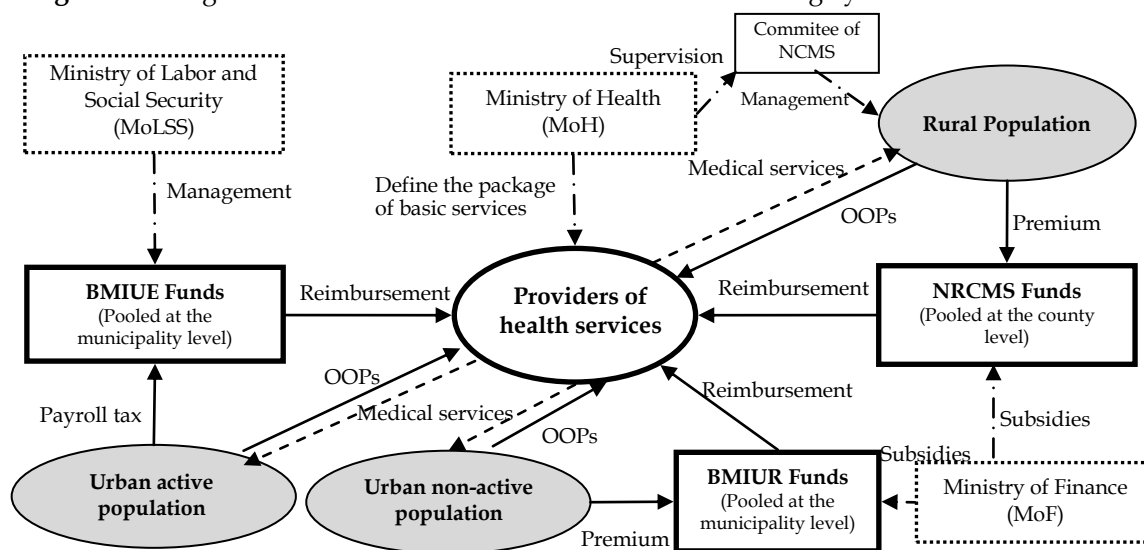 Commitee of
NCMS
Supervision
Ministry of Labor and
Social Security
(MoLSS)
Ministry of Health
(MoH)
Management
Rural Population
Medical services
Management
Define the package
of basic services
OOPs
Premium
BMIUE Funds
(Pooled at the
municipality level)
Reimbursement
Providers of
health services
Reimbursement
NRCMS Funds
(Pooled at the county
level)
OOPs
Reimbursement
Payroll tax
Medical services
OOPs
Subsidies
Subsidies
Urban active
population
Urban non-active
population
BMIUR Funds
(Pooled at the
municipality level)
Ministry of Finance
(MoF)
Premium